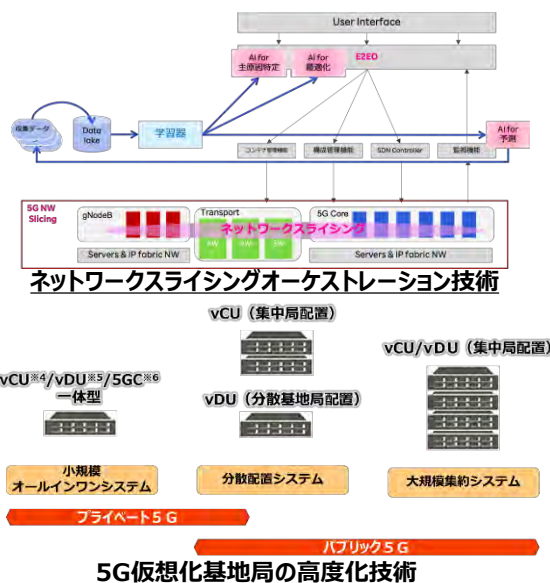 User Interface
E2EO
AI for
主原因特定
AI for
最適化
収集データ
Data
lake
学習器
AI for
予測
コンテナ管理機能
構成管理機能
SDN Controller
監視機能
5G NW
Slicing
gNodeB
Transport
5G Core
ネットワークスライシング
Servers & IP fabric NW
Servers & IP fabric NW
ネットワークスライシングオーケストレーション技術
vCU（集中局配置）
vCU※4/vDU※5/5GC※6
一体型
vDU（分散基地局配置）
vCU/vDU（集中局配置）
小規模
オールインワンシステム
分散配置システム
大規模集約システム
プライベート５Ｇ
パブリック５Ｇ
5G仮想化基地局の高度化技術